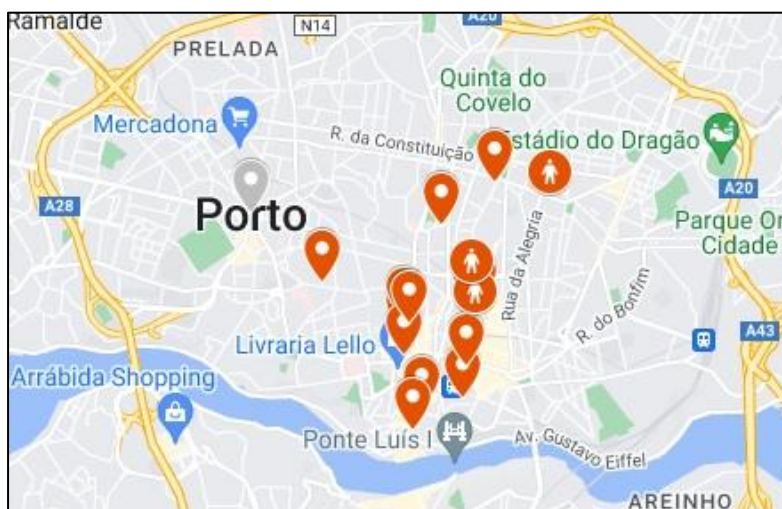 Ramalde
N14
A20
PRELADA
Quinta do
Covelo
Mercadona
R. da Constituição
Estádio do Dragão
A28
A20
Porto
Rua da Alegria
Parque Or
Cidade
R. do Bonfim
Livraria Lello
A43
Arrábida Shopping
Ponte Luís I
Av. Gustavo Eiffel
A20
AREINHO